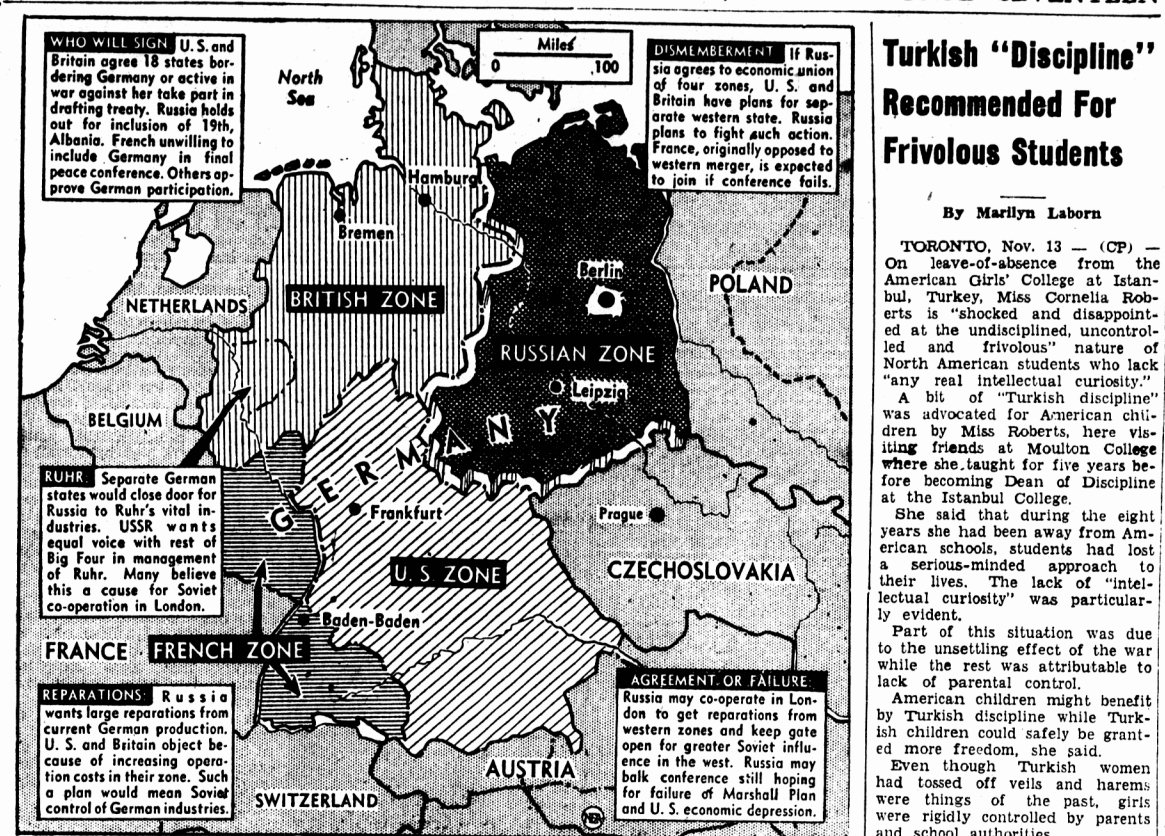 WHO WILL SIGN: U. S. and
Britain agree 18 states bor-
dering Germany or active in
war against her take part in
drafting treaty. Russia holds
out for inclusion of 19th,
Albania. French unwilling to
include Germany in final
peace conference. Others ap-
prove German participation.
North
Sea
Miles
0 100
DISMEMBERMENT: If Rus-
sia agrees to economic union
of four zones, U. S. and
Britain have plans for sep-
arate western state. Russia
plans to fight such action.
France, originally opposed to
western merger, is expected
to join if conference fails.
Hamburg
Bremen
Berlin
POLAND
NETHERLANDS
BRITISH ZONE
RUSSIAN ZONE
Leipzig
BELGIUM
GERMANY
RUHR: Separate German
states would close door for
Russia to Ruhr's vital in-
dustries. USSR wants
equal voice with rest of
Big Four in management
of Ruhr. Many believe
this a cause for Soviet
co-operation in London.
Frankfurt
Prague
U. S. ZONE
CZECHOSLOVAKIA
Baden-Baden
FRANCE
FRENCH ZONE
REPARATIONS: Russia
wants large reparations from
current German production.
U. S. and Britain object be-
cause of increasing opera-
tion costs in their zone. Such
a plan would mean Soviet
control of German industries.
AGREEMENT OR FAILURE:
Russia may co-operate in Lon-
don to get reparations from
western zones and keep gate
open for greater Soviet influ-
ence in the west. Russia may
balk conference still hoping
for failure of Marshall Plan
and U. S. economic depression.
AUSTRIA
SWITZERLAND
NEA
Turkish "Discipline"
Recommended For
Frivolous Students
By Marilyn Laborn
TORONTO, Nov. 13 — (CP) —
On leave-of-absence from the
American Girls' College at Istan-
bul, Turkey, Miss Cornelia Rob-
erts is "shocked and disappoint-
ed at the undisciplined, uncontrol-
led and frivolous" nature of
North American students who lack
"any real intellectual curiosity."
A bit of "Turkish discipline"
was advocated for American chil-
dren by Miss Roberts, here vis-
iting friends at Moulton College
where she taught for five years be-
fore becoming Dean of Discipline
at the Istanbul College.
She said that during the eight
years she had been away from Am-
erican schools, students had lost
a serious-minded approach to
their lives. The lack of "intel-
lectual curiosity" was particular-
ly evident.
Part of this situation was due
to the unsettling effect of the war
while the rest was attributable to
lack of parental control.
American children might benefit
by Turkish discipline while Turk-
ish children could safely be grant-
ed more freedom, she said.
Even though Turkish women
had tossed off veils and harems
were things of the past, girls
were rigidly controlled by parents
and school authorities